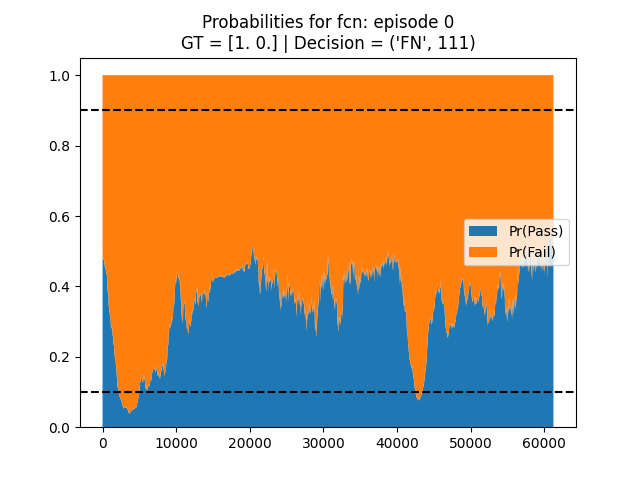 Probabilities for fcn: episode 0
GT = [1. 0.] | Decision = ('FN', 111)
1.0
0.8
0.6
0.4
0.2
0.0
Pr(Pass)
Pr(Fail)
0 10000 20000 30000 40000 50000 60000